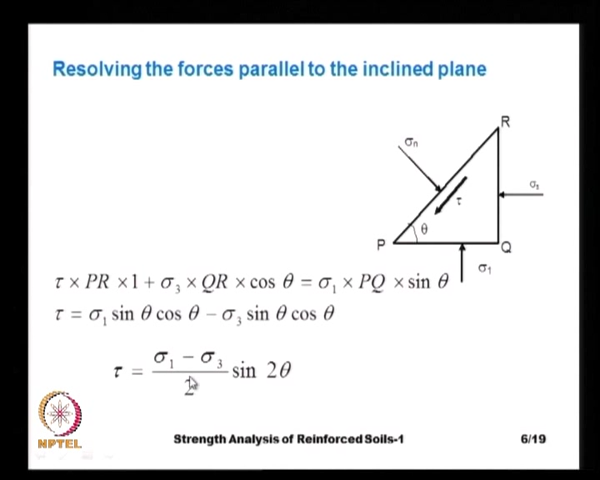 Resolving the forces parallel to the inclined plane
R
σn
σ3
τ
θ
P
Q
σ1
τ × PR × 1 + σ₃ × QR × cos θ = σ₁ × PQ × sin θ
τ = σ₁ sin θ cos θ − σ₃ sin θ cos θ
τ = (σ₁ − σ₃)/2 sin 2θ
NPTEL
Strength Analysis of Reinforced Soils-1
6/19